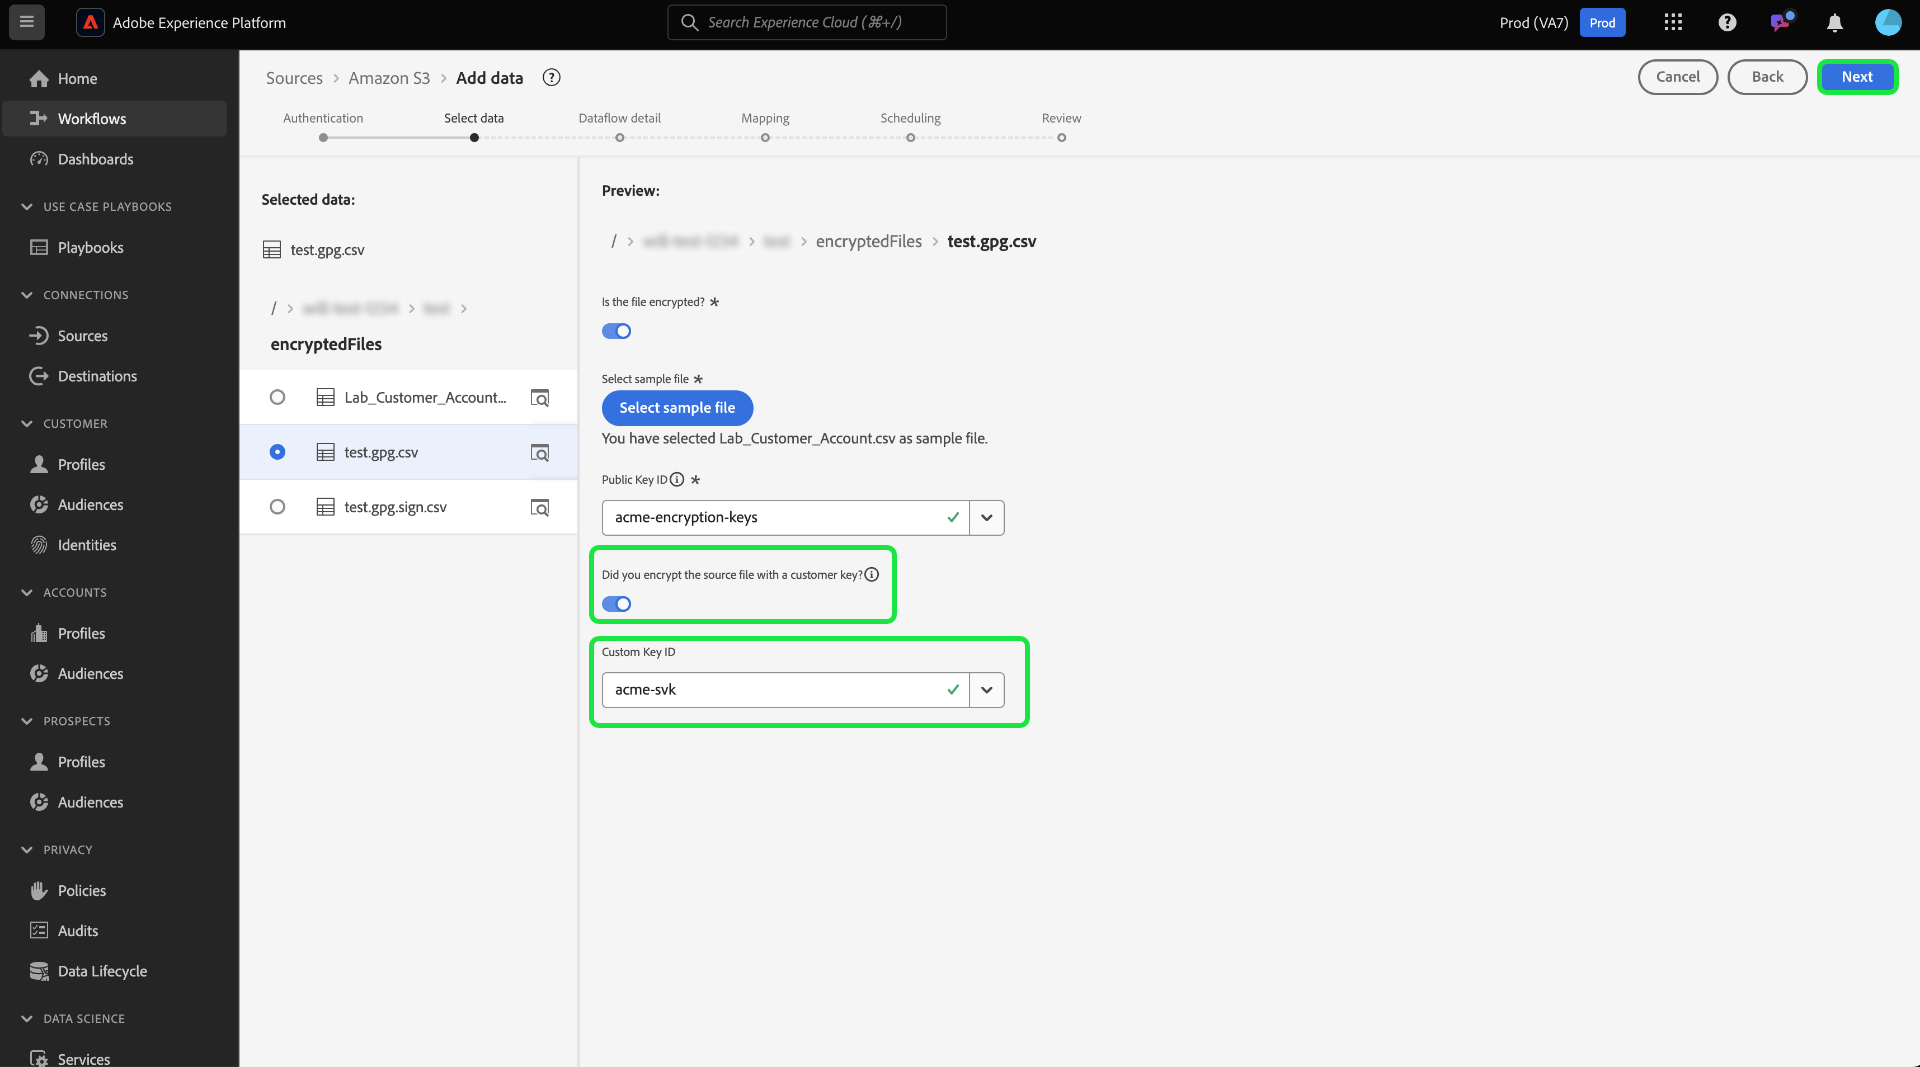 Adobe Experience Platform
Search Experience Cloud (⌘+/)
Prod (VA7)
Prod
Home
Workflows
Dashboards
USE CASE PLAYBOOKS
Playbooks
CONNECTIONS
Sources
Destinations
CUSTOMER
Profiles
Audiences
Identities
ACCOUNTS
Profiles
Audiences
PROSPECTS
Profiles
Audiences
PRIVACY
Policies
Audits
Data Lifecycle
DATA SCIENCE
Services
Sources > Amazon S3 > Add data
Cancel
Back
Next
Authentication
Select data
Dataflow detail
Mapping
Scheduling
Review
Selected data:
test.gpg.csv
/ > > >
encryptedFiles
Lab_Customer_Account...
test.gpg.csv
test.gpg.sign.csv
Preview:
/ > > > encryptedFiles > test.gpg.csv
Is the file encrypted? *
Select sample file *
Select sample file
You have selected Lab_Customer_Account.csv as sample file.
Public Key ID *
acme-encryption-keys
Did you encrypt the source file with a customer key?
Custom Key ID
acme-svk